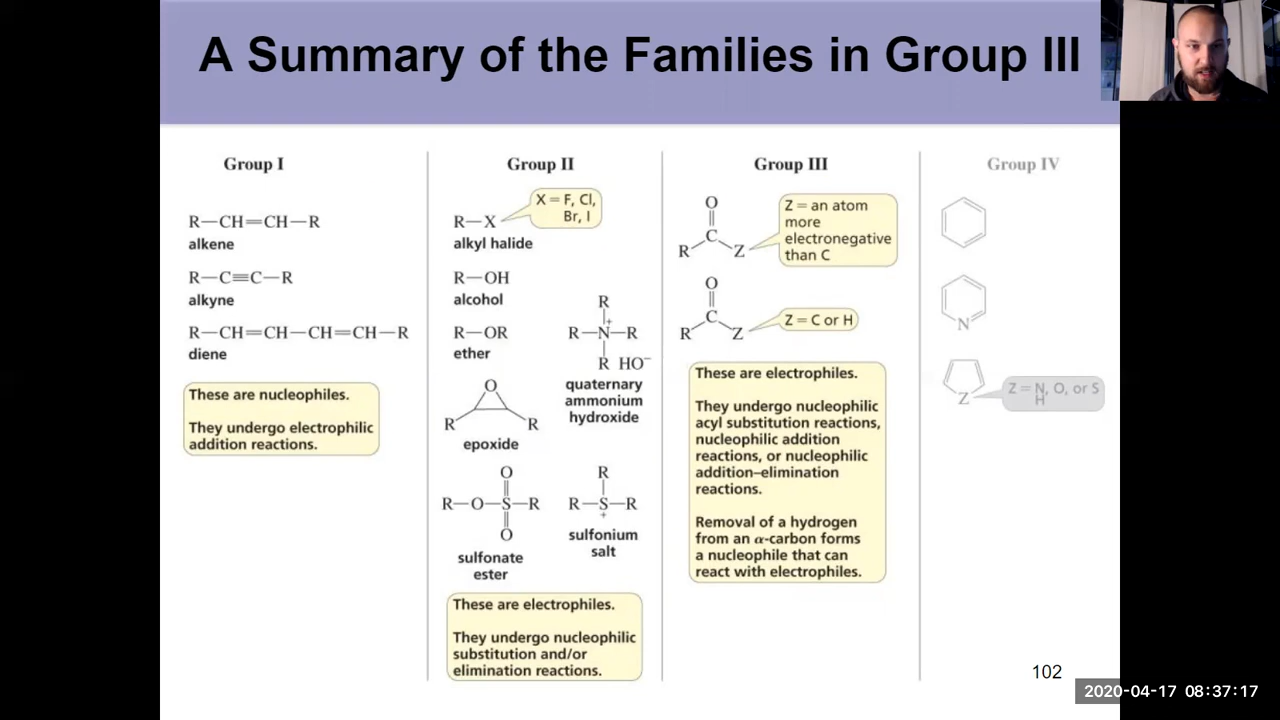 A Summary of the Families in Group III
Group I
R—CH=CH—R
alkene
R—C≡C—R
alkyne
R—CH=CH—CH=CH—R
diene
These are nucleophiles.
They undergo electrophilic
addition reactions.
Group II
X = F, Cl,
Br, I
R—X
alkyl halide
R—OH
alcohol
R—OR
ether
R
R—N—R
+
R HO⁻
quaternary
ammonium
hydroxide
O
R R
epoxide
O
R—O—S—R
O
sulfonate
ester
R
R—S—R
+
sulfonium
salt
These are electrophiles.
They undergo nucleophilic
substitution and/or
elimination reactions.
Group III
O
C
R Z
Z = an atom
more
electronegative
than C
O
C
R Z
Z = C or H
These are electrophiles.
They undergo nucleophilic
acyl substitution reactions,
nucleophilic addition
reactions, or nucleophilic
addition–elimination
reactions.
Removal of a hydrogen
from an α-carbon forms
a nucleophile that can
react with electrophiles.
Group IV
N
Z
Z = N, O, or S
H
102
2020-04-17 08:37:17